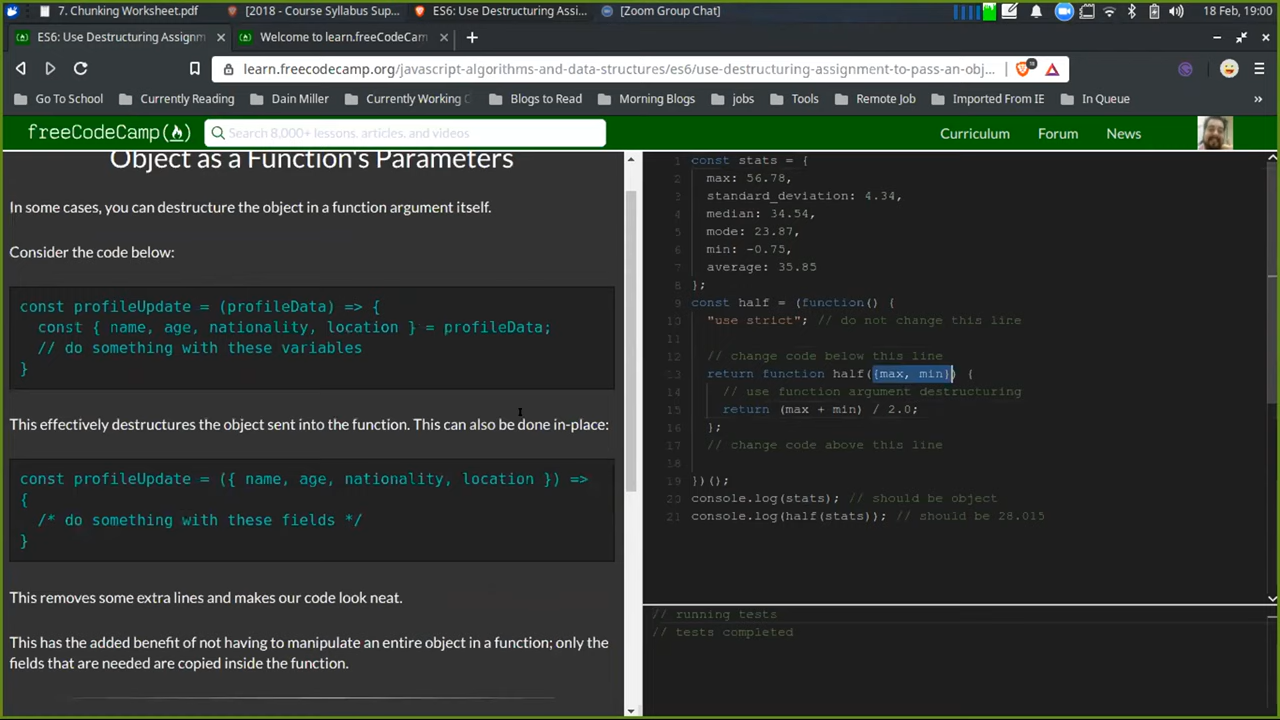 7. Chunking Worksheet.pdf
[2018 - Course Syllabus Sup...
ES6: Use Destructuring Assi...
[Zoom Group Chat]
18 Feb, 19:00
ES6: Use Destructuring Assignm
Welcome to learn.freeCodeCam
learn.freecodecamp.org/javascript-algorithms-and-data-structures/es6/use-destructuring-assignment-to-pass-an-obj...
Go To School
Currently Reading
Dain Miller
Currently Working C
Blogs to Read
Morning Blogs
jobs
Tools
Remote Job
Imported From IE
In Queue
»
freeCodeCamp
Search 8,000+ lessons, articles, and videos
Curriculum
Forum
News
Object as a Function's Parameters
In some cases, you can destructure the object in a function argument itself.
Consider the code below:
const profileUpdate = (profileData) => {
const { name, age, nationality, location } = profileData;
// do something with these variables
}
This effectively destructures the object sent into the function. This can also be done in-place:
const profileUpdate = ({ name, age, nationality, location }) =>
{
/* do something with these fields */
}
This removes some extra lines and makes our code look neat.
This has the added benefit of not having to manipulate an entire object in a function; only the
fields that are needed are copied inside the function.
1 const stats = {
2 max: 56.78,
3 standard_deviation: 4.34,
4 median: 34.54,
5 mode: 23.87,
6 min: -0.75,
7 average: 35.85
8 };
9 const half = (function() {
10 "use strict"; // do not change this line
11
12 // change code below this line
13 return function half({max, min}) {
14 // use function argument destructuring
15 return (max + min) / 2.0;
16 };
17 // change code above this line
18
19 })();
20 console.log(stats); // should be object
21 console.log(half(stats)); // should be 28.015
// running tests
// tests completed